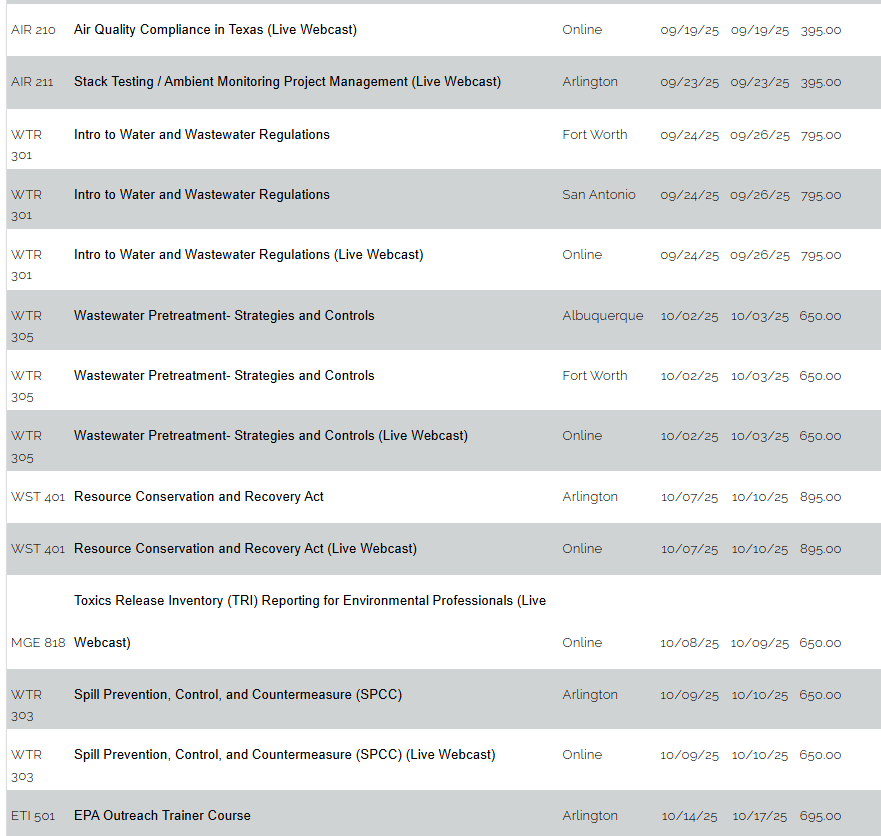 AIR 210 Air Quality Compliance in Texas (Live Webcast) Online 09/19/25 09/19/25 395.00
AIR 211 Stack Testing / Ambient Monitoring Project Management (Live Webcast) Arlington 09/23/25 09/23/25 395.00
WTR Intro to Water and Wastewater Regulations Fort Worth 09/24/25 09/26/25 795.00
301
WTR Intro to Water and Wastewater Regulations San Antonio 09/24/25 09/26/25 795.00
301
WTR Intro to Water and Wastewater Regulations (Live Webcast) Online 09/24/25 09/26/25 795.00
301
WTR Wastewater Pretreatment- Strategies and Controls Albuquerque 10/02/25 10/03/25 650.00
305
WTR Wastewater Pretreatment- Strategies and Controls Fort Worth 10/02/25 10/03/25 650.00
305
WTR Wastewater Pretreatment- Strategies and Controls (Live Webcast) Online 10/02/25 10/03/25 650.00
305
WST 401 Resource Conservation and Recovery Act Arlington 10/07/25 10/10/25 895.00
WST 401 Resource Conservation and Recovery Act (Live Webcast) Online 10/07/25 10/10/25 895.00
Toxics Release Inventory (TRI) Reporting for Environmental Professionals (Live
MGE 818 Webcast) Online 10/08/25 10/09/25 650.00
WTR Spill Prevention, Control, and Countermeasure (SPCC) Arlington 10/09/25 10/10/25 650.00
303
WTR Spill Prevention, Control, and Countermeasure (SPCC) (Live Webcast) Online 10/09/25 10/10/25 650.00
303
ETI 501 EPA Outreach Trainer Course Arlington 10/14/25 10/17/25 695.00